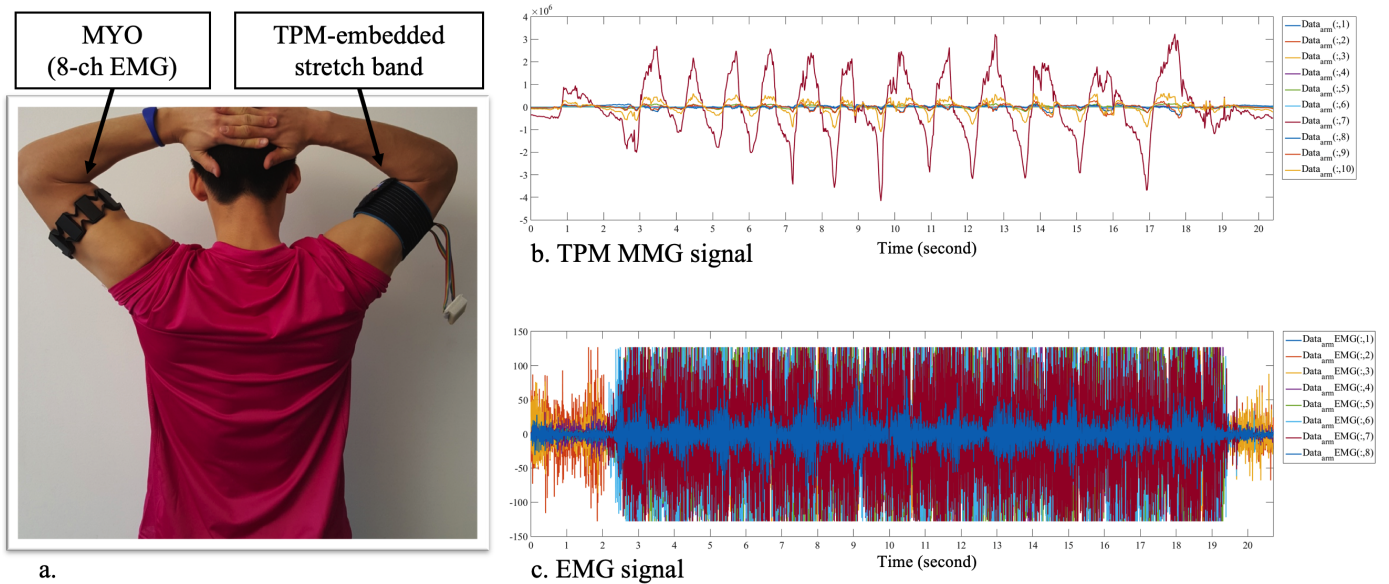 MYO
(8-ch EMG)
TPM-embedded
stretch band
a.
×10⁶
4
3
2
1
0
-1
-2
-3
-4
-5
0 1 2 3 4 5 6 7 8 9 10 11 12 13 14 15 16 17 18 19 20
Time (second)
Data_arm(:,1)
Data_arm(:,2)
Data_arm(:,3)
Data_arm(:,4)
Data_arm(:,5)
Data_arm(:,6)
Data_arm(:,7)
Data_arm(:,8)
Data_arm(:,9)
Data_arm(:,10)
b. TPM MMG signal
150
100
50
0
-50
-100
-150
0 1 2 3 4 5 6 7 8 9 10 11 12 13 14 15 16 17 18 19 20
Time (second)
Data_armEMG(:,1)
Data_armEMG(:,2)
Data_armEMG(:,3)
Data_armEMG(:,4)
Data_armEMG(:,5)
Data_armEMG(:,6)
Data_armEMG(:,7)
Data_armEMG(:,8)
c. EMG signal